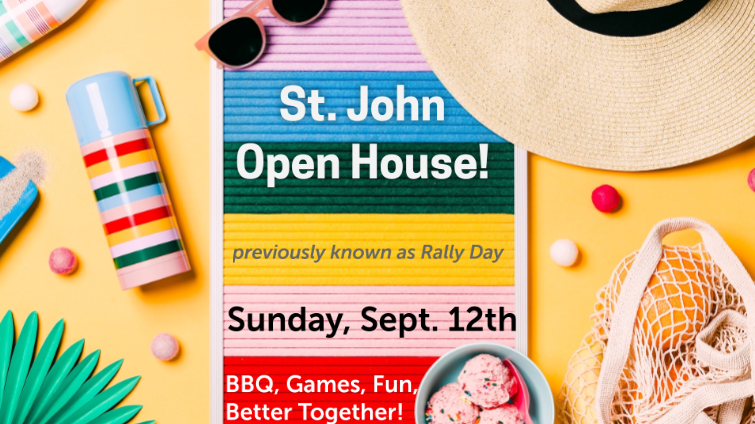 St. John
Open House!
previously known as Rally Day
Sunday, Sept. 12th
BBQ, Games, Fun,
Better Together!